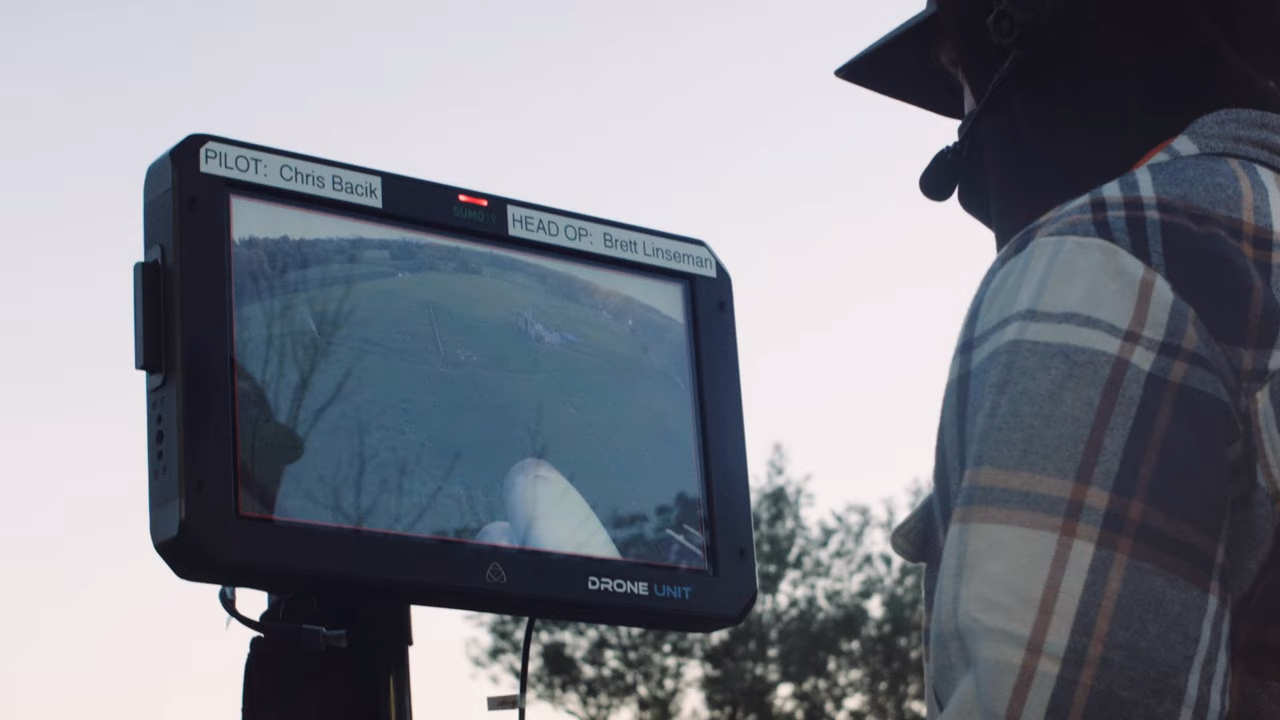 PILOT: Chris Bacik
SUMO19
HEAD OP: Brett Linseman
DRONE UNIT